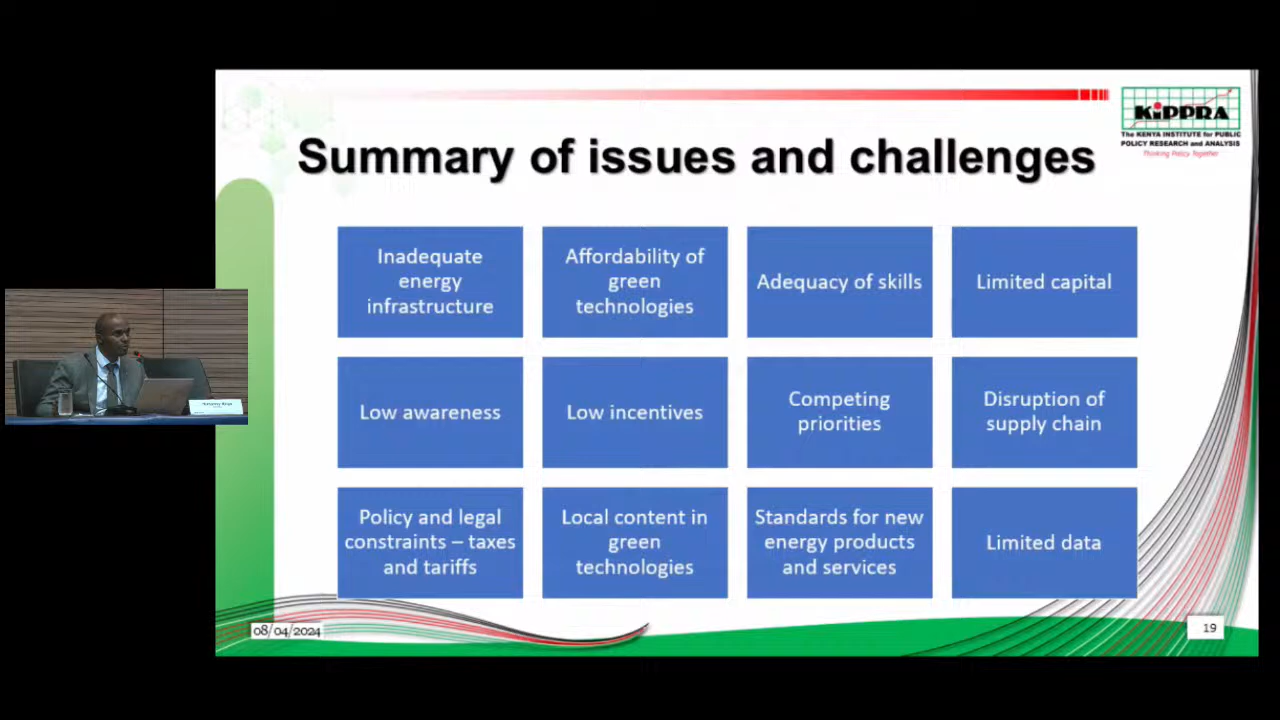 KiPPRA
The KENYA INSTITUTE for PUBLIC
POLICY RESEARCH and ANALYSIS
Thinking Policy Together
Summary of issues and challenges
Inadequate
energy
infrastructure
Affordability of
green
technologies
Adequacy of skills
Limited capital
Low awareness
Low incentives
Competing
priorities
Disruption of
supply chain
Policy and legal
constraints – taxes
and tariffs
Local content in
green
technologies
Standards for new
energy products
and services
Limited data
08/04/2024
19